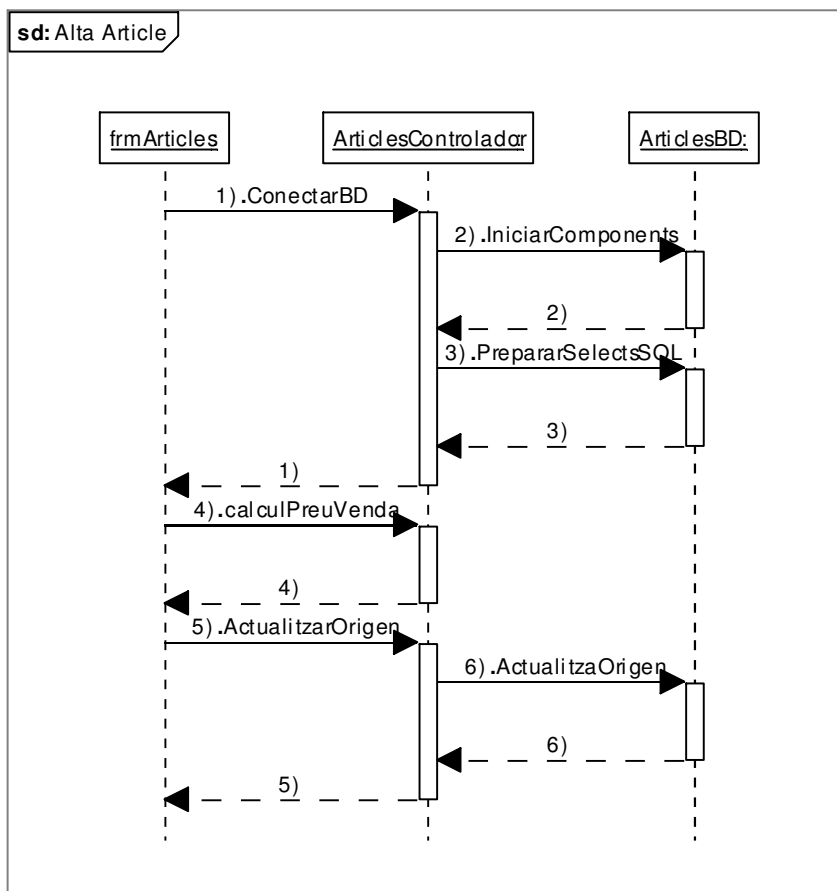 sd: Alta Article
frmArticles
ArticlesControlador
ArticlesBD:
1).ConectarBD
2).IniciarComponents
2)
3).PrepararSelectsSQL
3)
1)
4).calculPreuVenda
4)
5).ActualitzarOrigen
6).ActualitzaOrigen
6)
5)